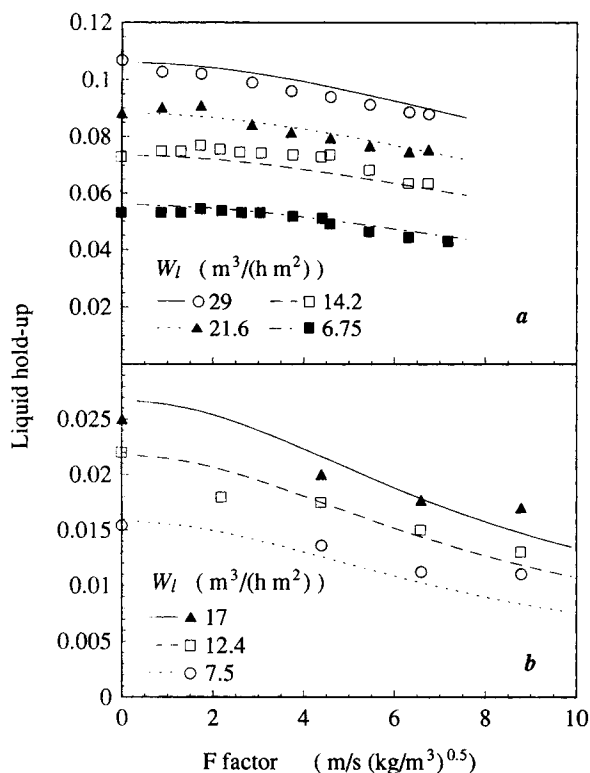 0.12
0.1
0.08
0.06
0.04
0.02
W_l ( m³/(h m²))
29
14.2
21.6
6.75
a
Liquid hold-up
0.025
0.02
0.015
0.01
0.005
0
W_l ( m³/(h m²))
17
12.4
7.5
b
0 2 4 6 8 10
F factor ( m/s (kg/m³)^0.5)